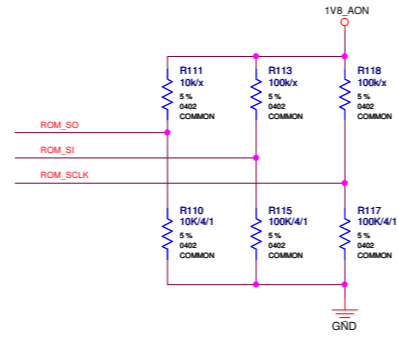 1V8_AON
R111
10k/x
5 %
0402
COMMON
R113
100k/x
5 %
0402
COMMON
R118
100k/x
5 %
0402
COMMON
ROM_SO
ROM_SI
ROM_SCLK
R110
10K/4/1
5 %
0402
COMMON
R115
100K/4/1
5 %
0402
COMMON
R117
100K/4/1
5 %
0402
COMMON
GND